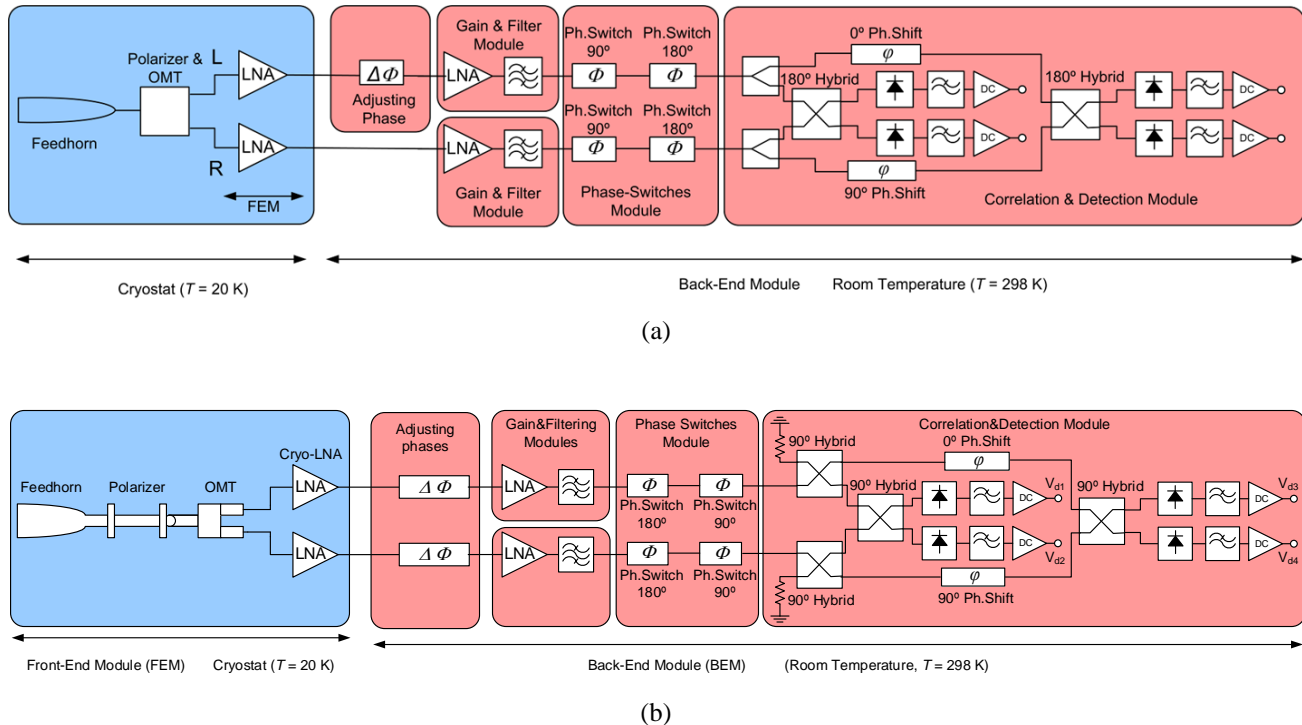 Polarizer &
OMT
L
R
Feedhorn
LNA
LNA
FEM
ΔΦ
Adjusting
Phase
Gain & Filter
Module
LNA
LNA
Gain & Filter
Module
Ph.Switch
90º
Ph.Switch
180º
Φ
Φ
Ph.Switch
90º
Ph.Switch
180º
Φ
Φ
Phase-Switches
Module
0º Ph.Shift
φ
180º Hybrid
DC
DC
180º Hybrid
DC
DC
φ
90º Ph.Shift
Correlation & Detection Module
Cryostat (T = 20 K)
Back-End Module Room Temperature (T = 298 K)
(a)
Feedhorn
Polarizer
OMT
Cryo-LNA
LNA
LNA
Adjusting
phases
Δ Φ
Δ Φ
Gain&Filtering
Modules
LNA
LNA
Phase Switches
Module
Φ
Φ
Ph.Switch
180º
Ph.Switch
90º
Φ
Φ
Ph.Switch
180º
Ph.Switch
90º
Correlation&Detection Module
90º Hybrid
0º Ph.Shift
φ
90º Hybrid
DC
Vd1
DC
Vd2
90º Hybrid
DC
Vd3
DC
Vd4
φ
90º Hybrid
90º Ph.Shift
Front-End Module (FEM) Cryostat (T = 20 K)
Back-End Module (BEM) (Room Temperature, T = 298 K)
(b)